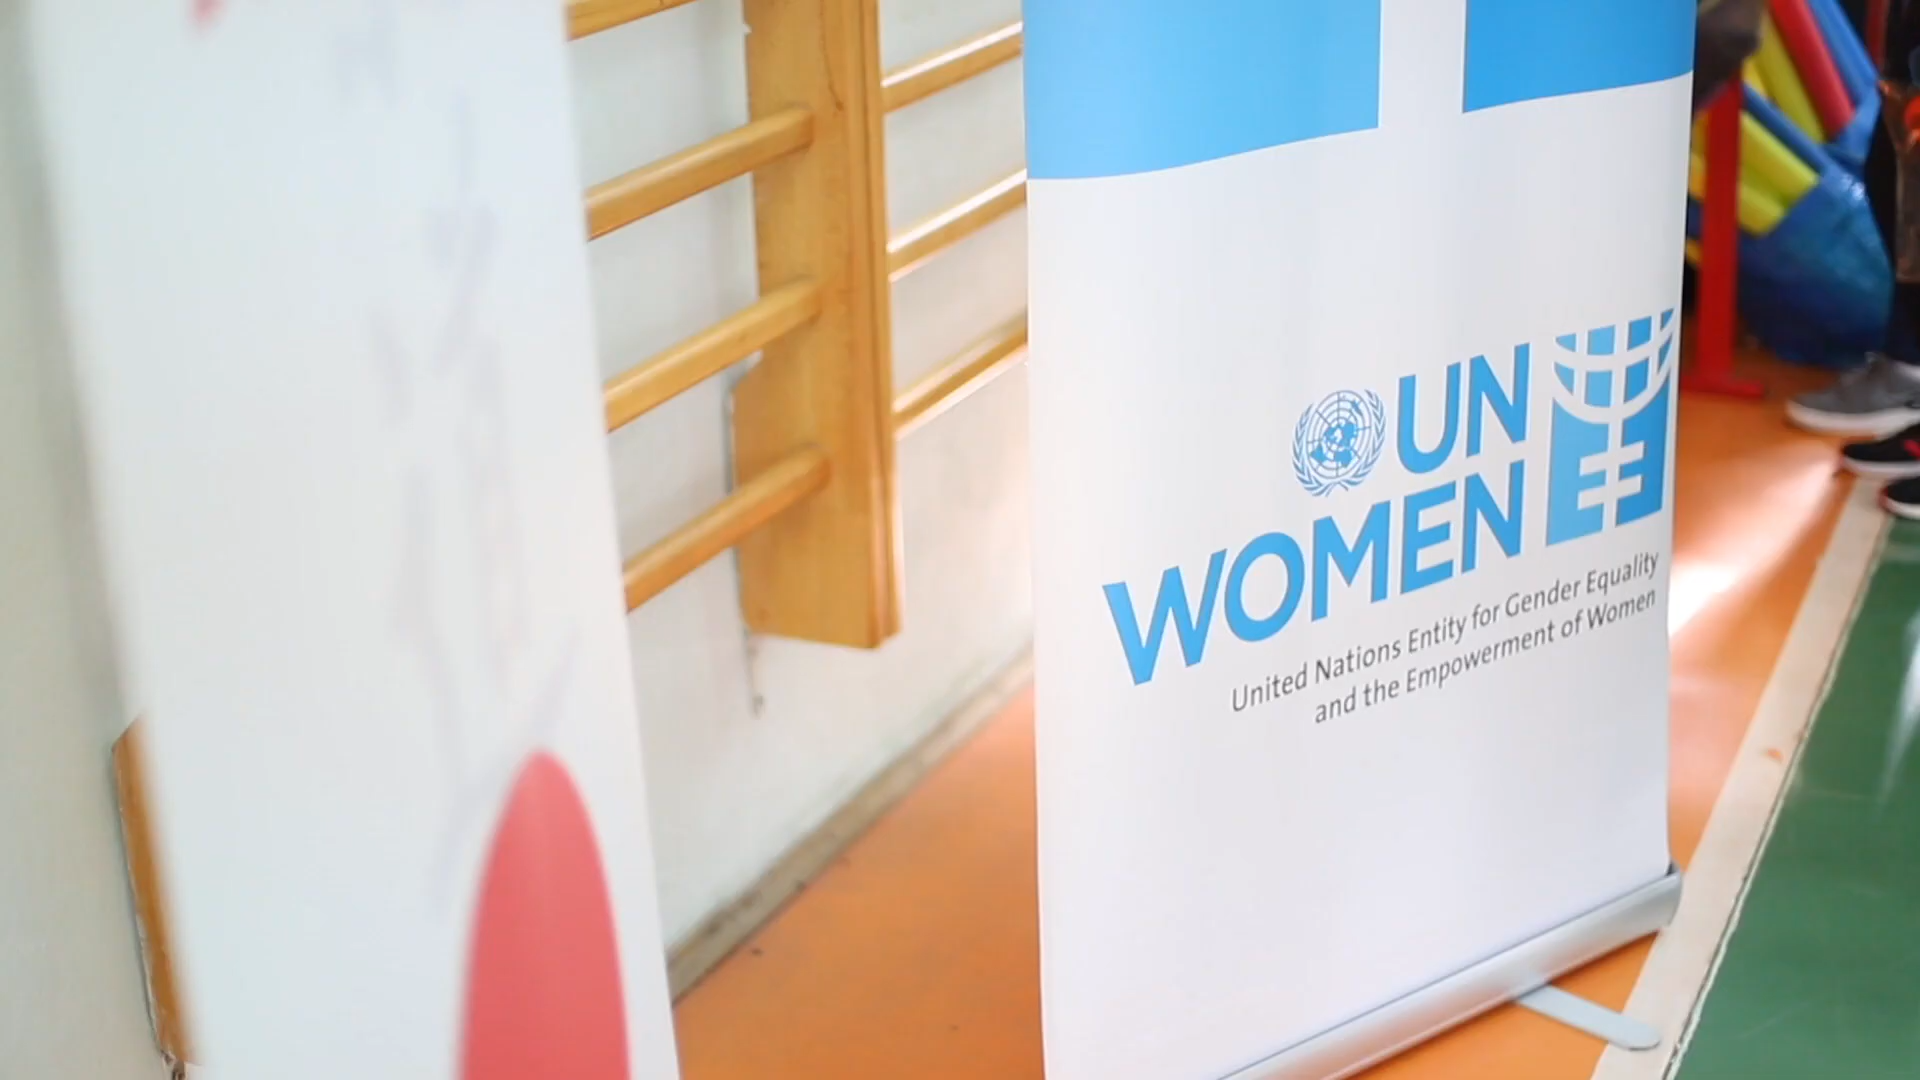 UN
WOMEN
United Nations Entity for Gender Equality
and the Empowerment of Women